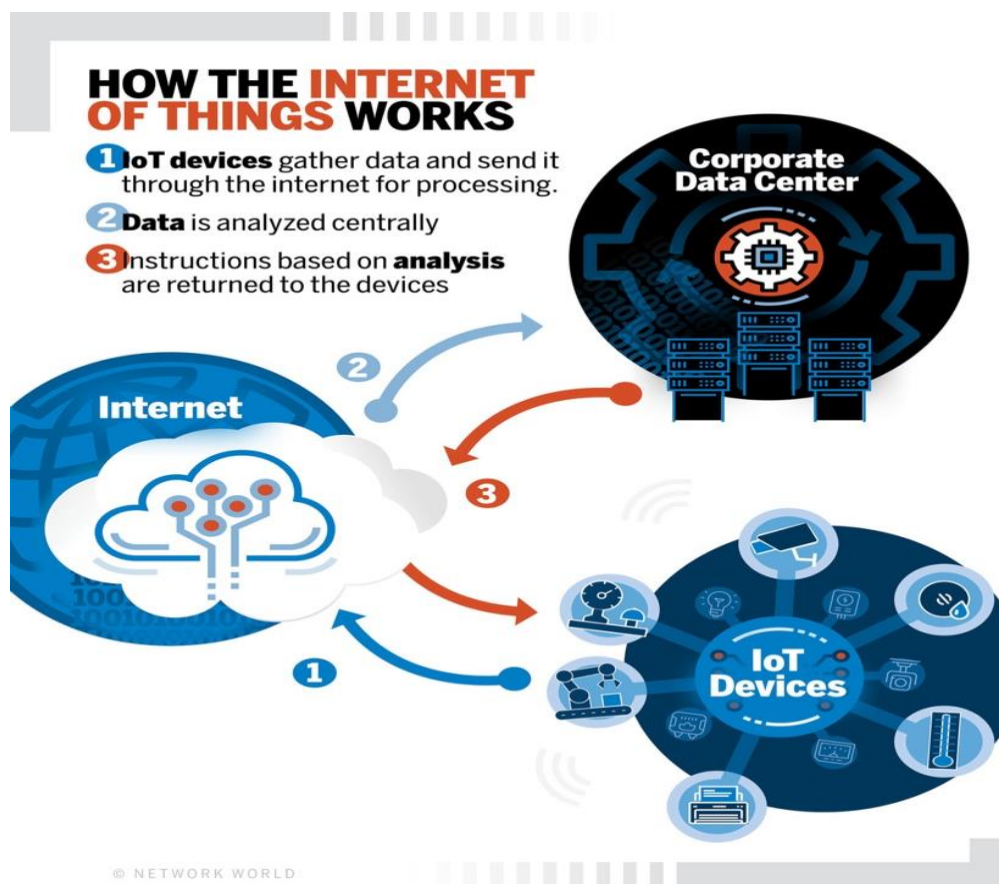 HOW THE INTERNET
OF THINGS WORKS
1 IoT devices gather data and send it
through the internet for processing.
2 Data is analyzed centrally
3 Instructions based on analysis
are returned to the devices
Corporate
Data Center
2
Internet
3
1
IoT
Devices
© NETWORK WORLD